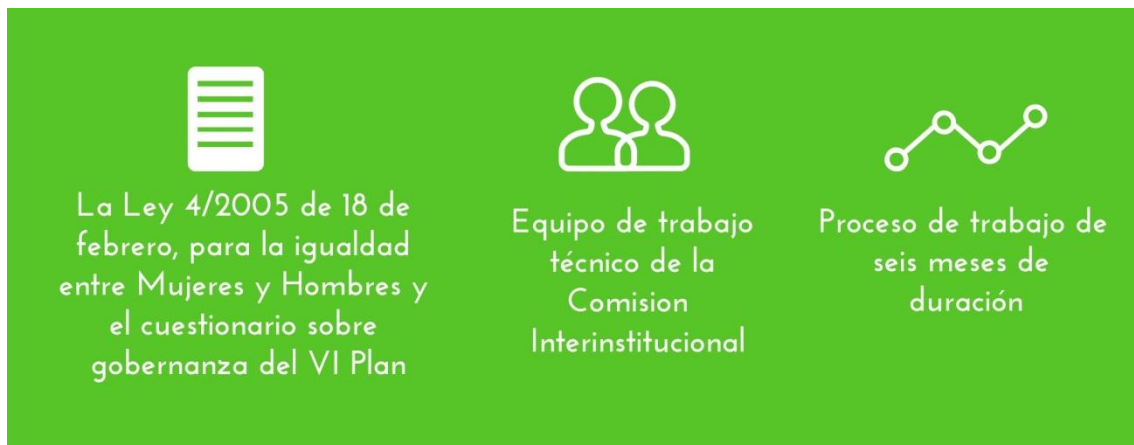 La Ley 4/2005 de 18 de
febrero, para la igualdad
entre Mujeres y Hombres y
el cuestionario sobre
gobernanza del VI Plan
Equipo de trabajo
técnico de la
Comision
Interinstitucional
Proceso de trabajo de
seis meses de
duración